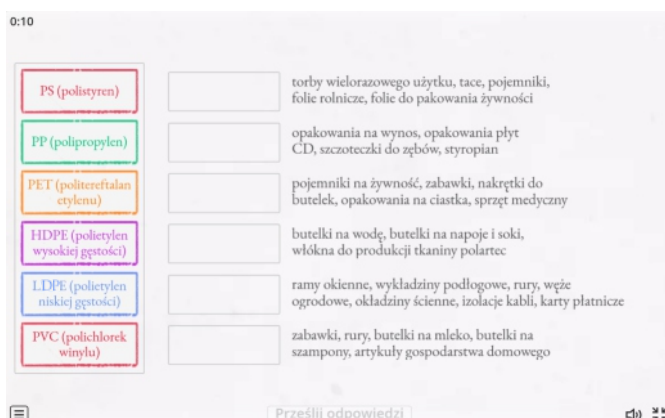 0:10
PS (polistyren)
PP (polipropylen)
PET (politereftalan
etylenu)
HDPE (polietylen
wysokiej gęstości)
LDPE (polietylen
niskiej gęstości)
PVC (polichlorek
winylu)
torby wielorazowego użytku, tace, pojemniki,
folie rolnicze, folie do pakowania żywności
opakowania na wynos, opakowania płyt
CD, szczoteczki do zębów, styropian
pojemniki na żywność, zabawki, nakrętki do
butelek, opakowania na ciastka, sprzęt medyczny
butelki na wodę, butelki na napoje i soki,
włókna do produkcji tkaniny polartec
ramy okienne, wykładziny podłogowe, rury, węże
ogrodowe, okładziny ścienne, izolacje kabli, karty płatnicze
zabawki, rury, butelki na mleko, butelki na
szampony, artykuły gospodarstwa domowego
Prześlij odpowiedzi